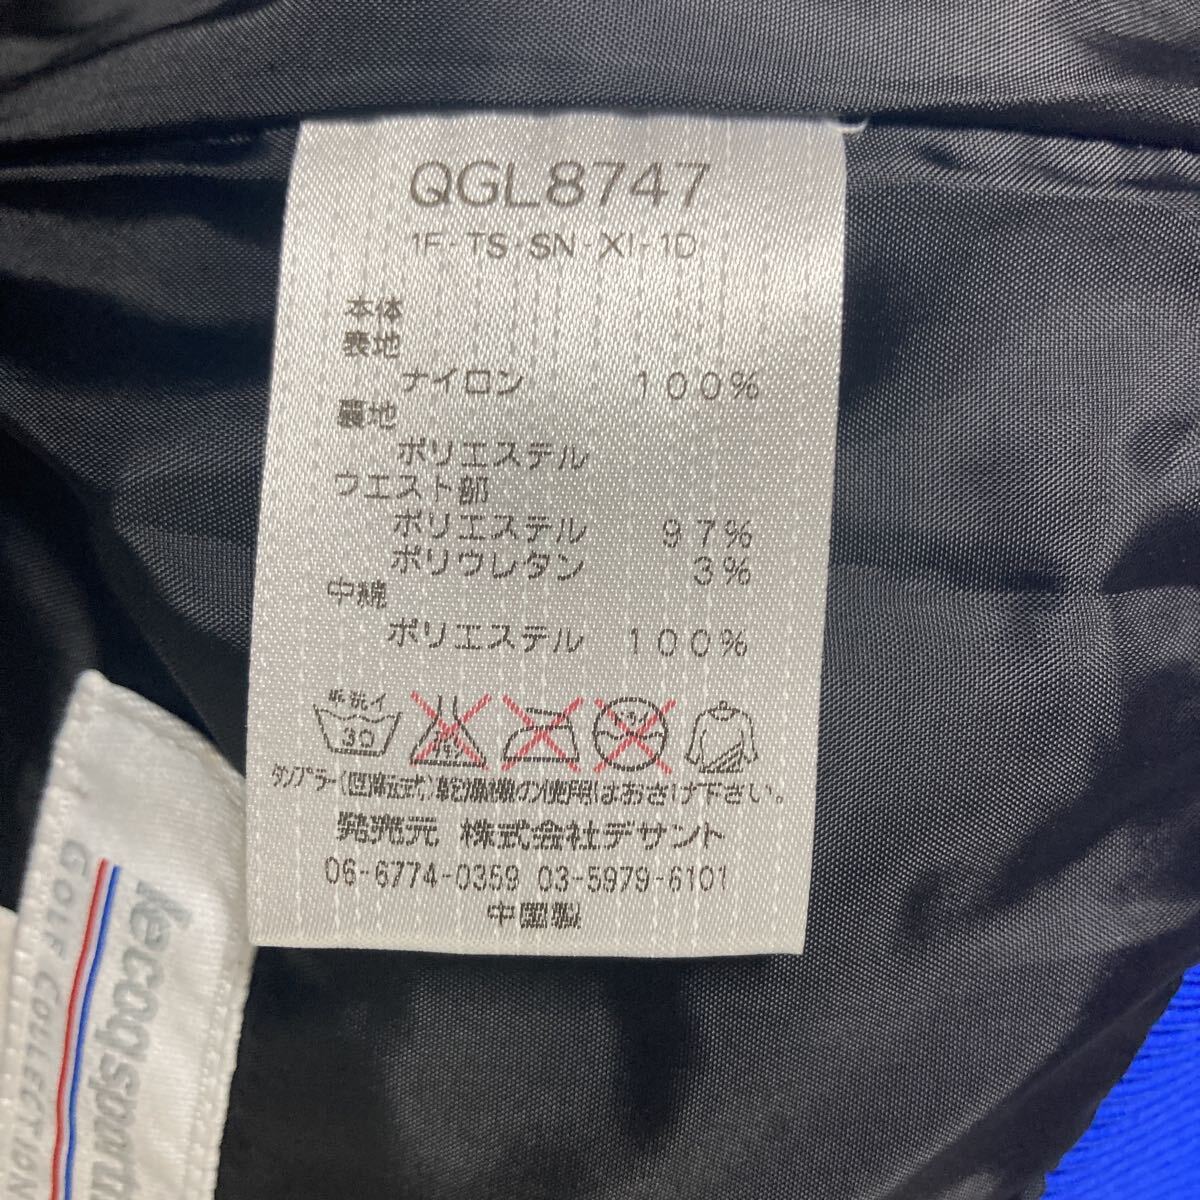 QGL8747
1F-TS-SN-XI-1D
本体
表地
ナイロン 100%
裏地
ポリエステル
ウエスト部
ポリエステル 97%
ポリウレタン 3%
中綿
ポリエステル 100%
手洗イ
30
タンブラー(回転式)乾燥機の使用はおさけ下さい。
発売元 株式会社デサント
06-6774-0359 03-5979-6101
中国製
lecoqsport
GOLF COLLECTION